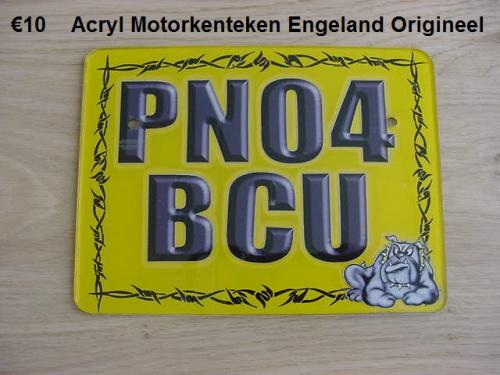 €10 Acryl Motorkenteken Engeland Origineel
PN04
BCU